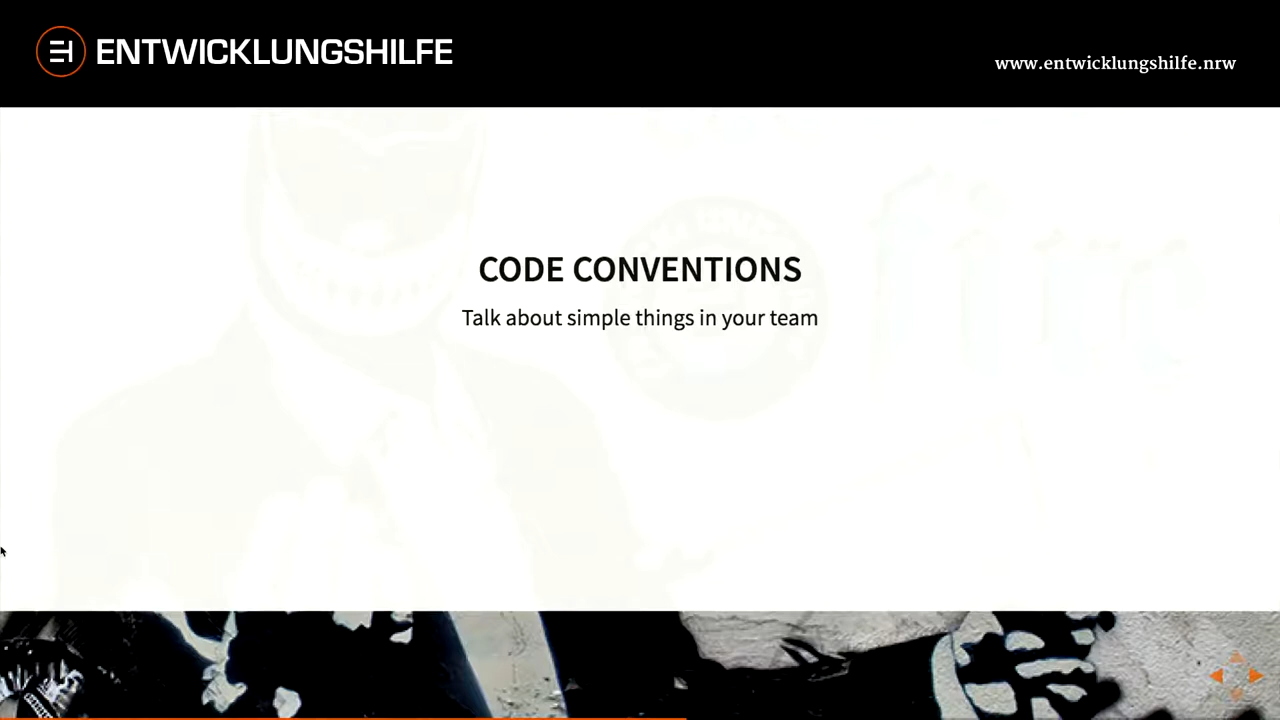 ENTWICKLUNGSHILFE
www.entwicklungshilfe.nrw
CODE CONVENTIONS
Talk about simple things in your team